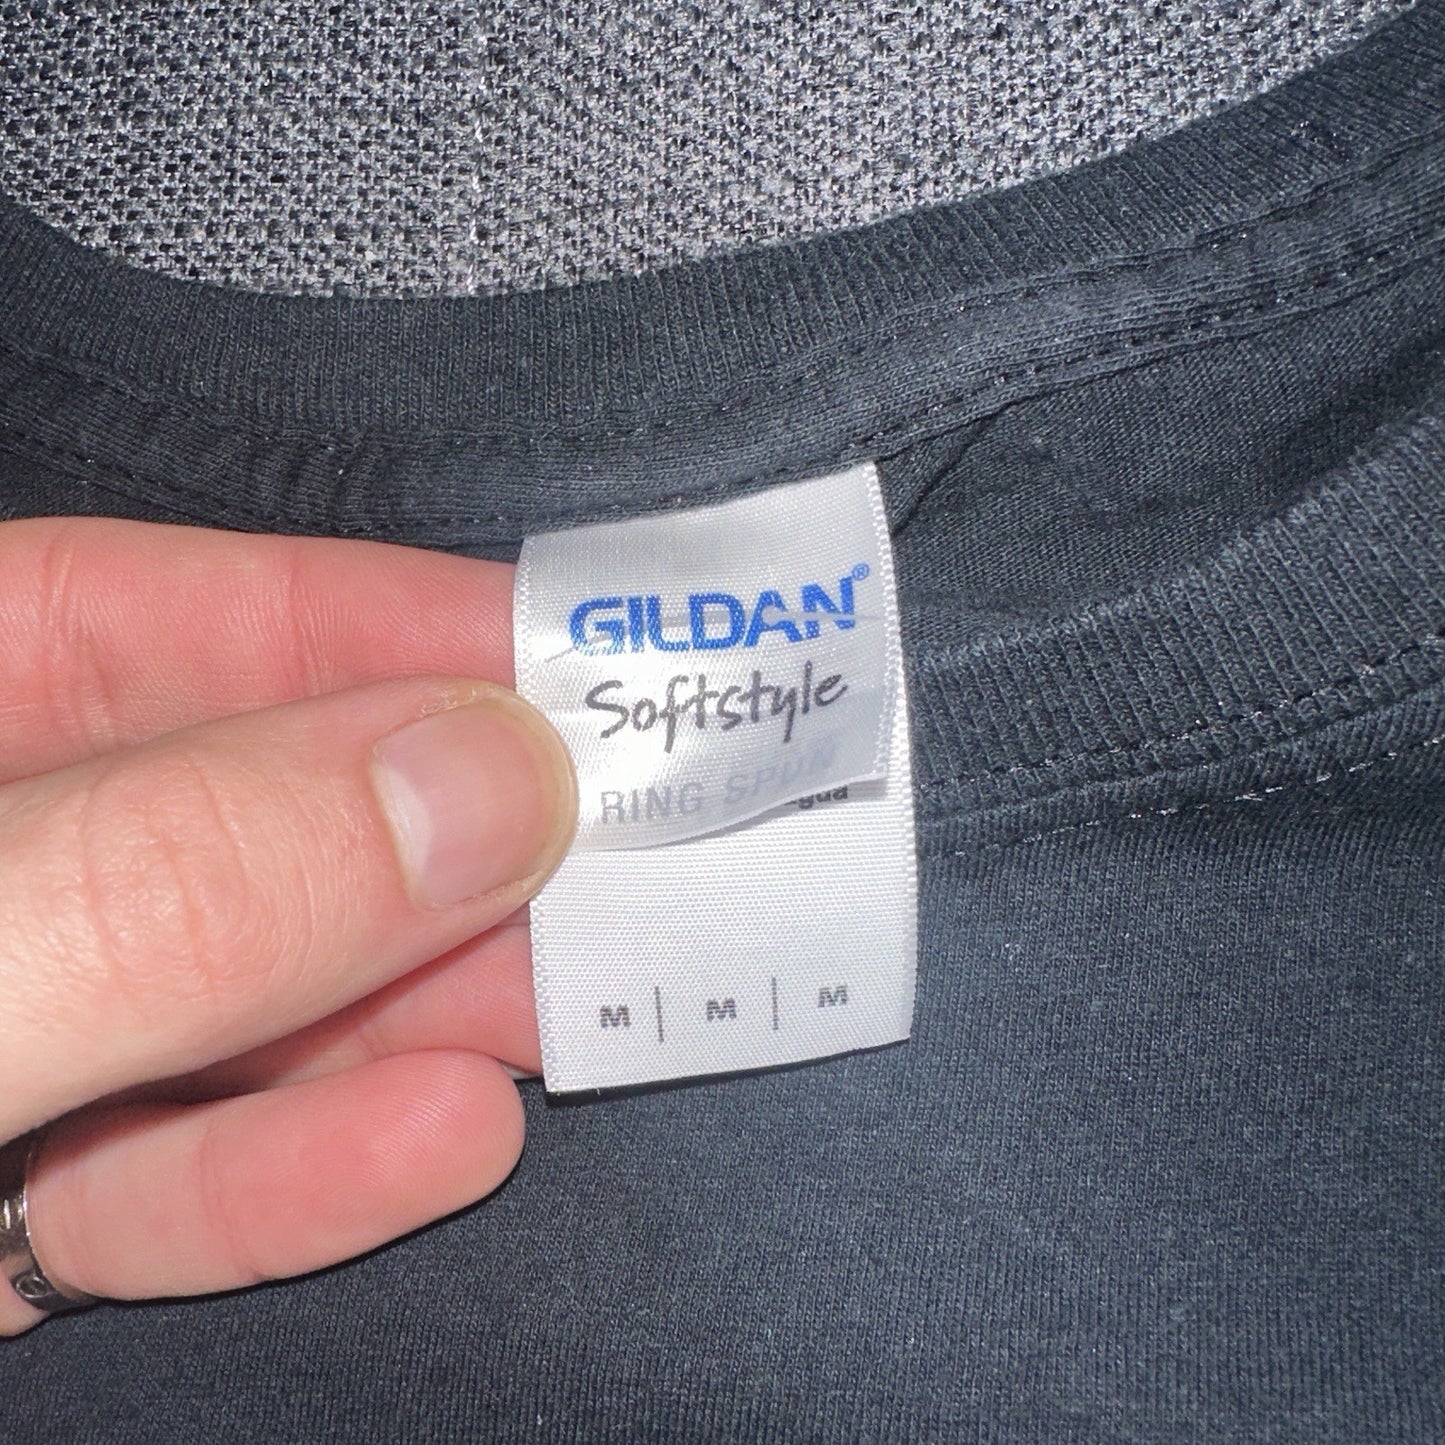 GILDAN®
Softstyle
RING SPUN
M | M | M